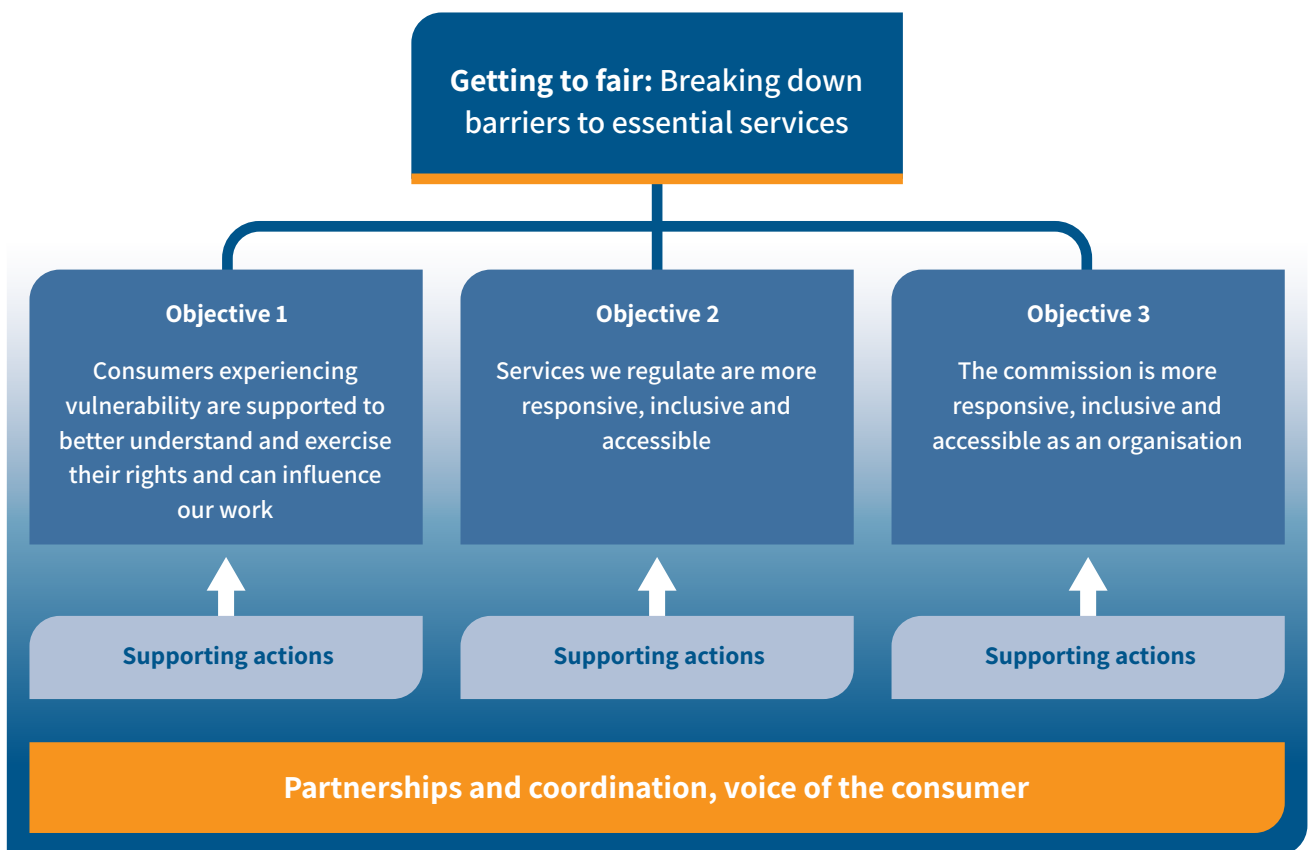 Getting to fair: Breaking down
barriers to essential services
Objective 1
Consumers experiencing
vulnerability are supported to
better understand and exercise
their rights and can influence
our work
Objective 2
Services we regulate are more
responsive, inclusive and
accessible
Objective 3
The commission is more
responsive, inclusive and
accessible as an organisation
Supporting actions
Supporting actions
Supporting actions
Partnerships and coordination, voice of the consumer